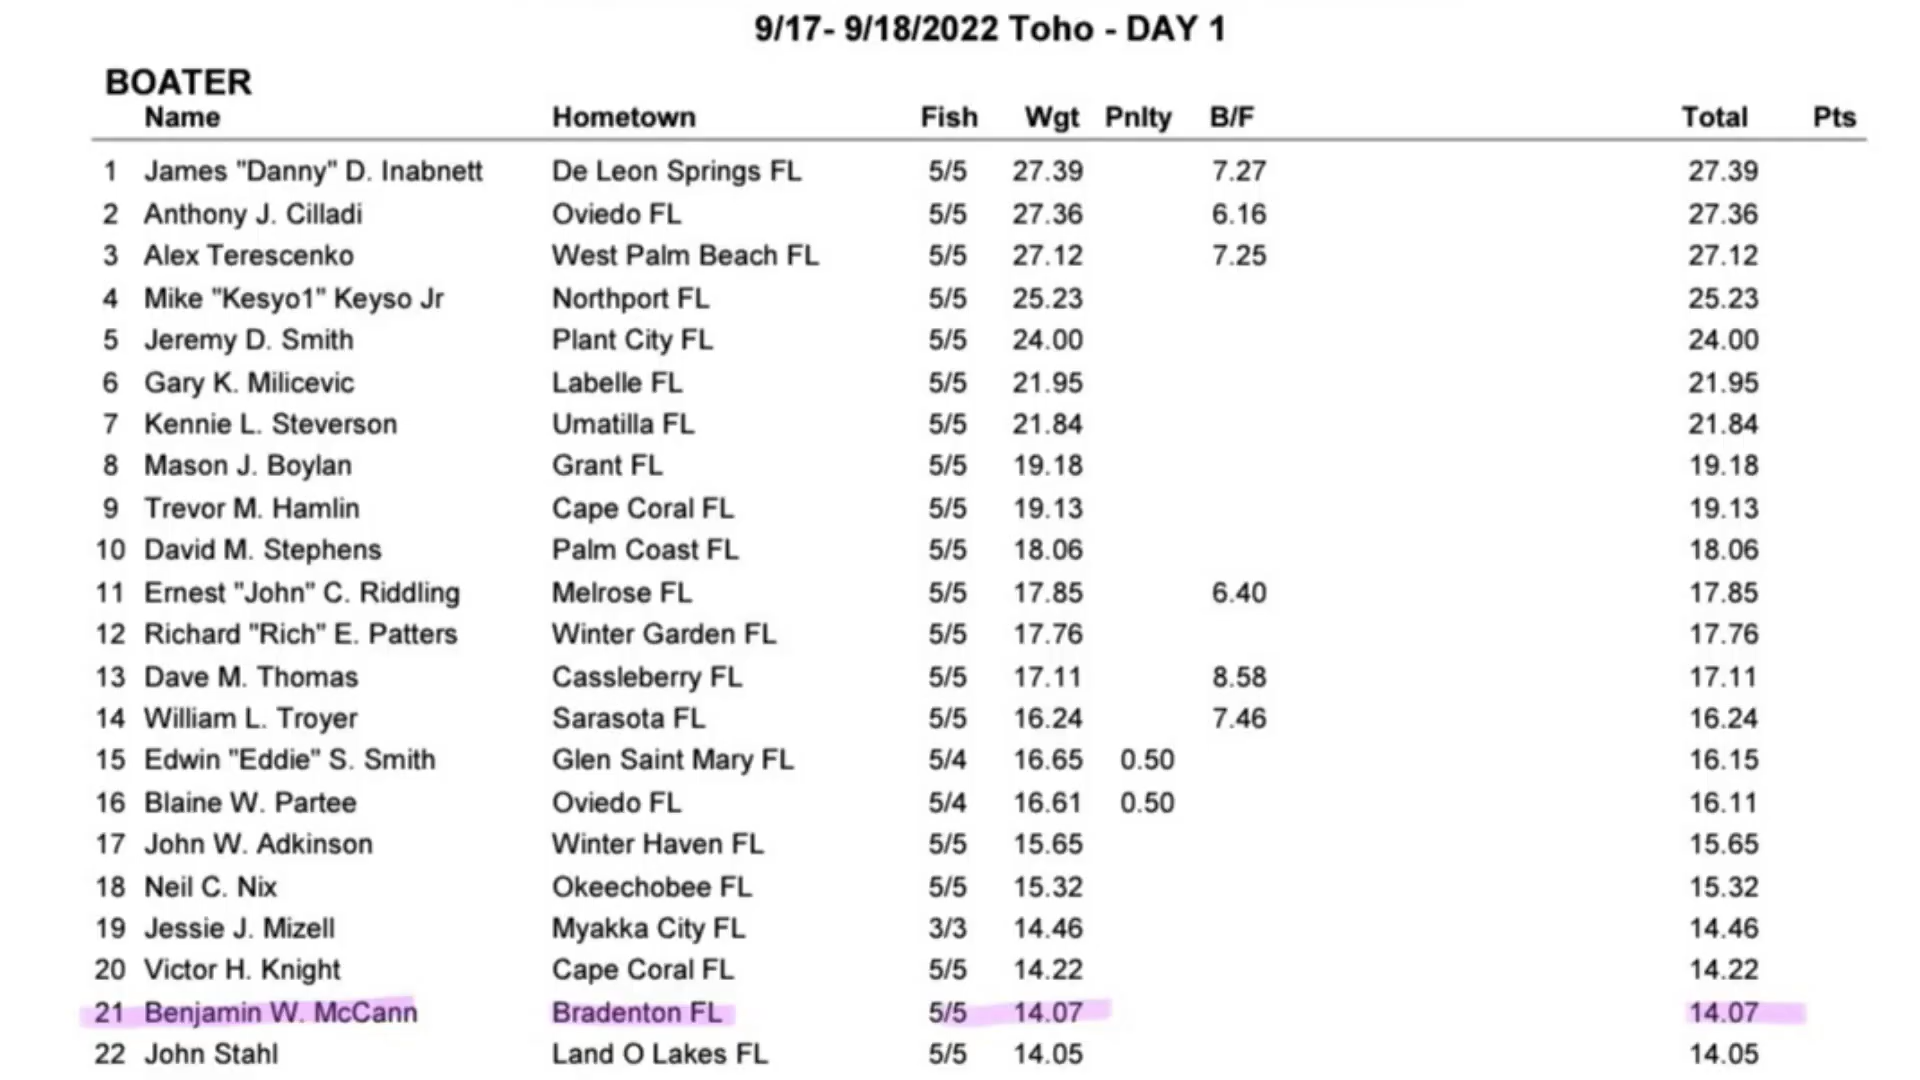 9/17- 9/18/2022 Toho - DAY 1
BOATER
Name Hometown Fish Wgt Pnlty B/F Total Pts
1 James "Danny" D. Inabnett De Leon Springs FL 5/5 27.39 7.27 27.39
2 Anthony J. Cilladi Oviedo FL 5/5 27.36 6.16 27.36
3 Alex Terescenko West Palm Beach FL 5/5 27.12 7.25 27.12
4 Mike "Kesyo1" Keyso Jr Northport FL 5/5 25.23 25.23
5 Jeremy D. Smith Plant City FL 5/5 24.00 24.00
6 Gary K. Milicevic Labelle FL 5/5 21.95 21.95
7 Kennie L. Steverson Umatilla FL 5/5 21.84 21.84
8 Mason J. Boylan Grant FL 5/5 19.18 19.18
9 Trevor M. Hamlin Cape Coral FL 5/5 19.13 19.13
10 David M. Stephens Palm Coast FL 5/5 18.06 18.06
11 Ernest "John" C. Riddling Melrose FL 5/5 17.85 6.40 17.85
12 Richard "Rich" E. Patters Winter Garden FL 5/5 17.76 17.76
13 Dave M. Thomas Cassleberry FL 5/5 17.11 8.58 17.11
14 William L. Troyer Sarasota FL 5/5 16.24 7.46 16.24
15 Edwin "Eddie" S. Smith Glen Saint Mary FL 5/4 16.65 0.50 16.15
16 Blaine W. Partee Oviedo FL 5/4 16.61 0.50 16.11
17 John W. Adkinson Winter Haven FL 5/5 15.65 15.65
18 Neil C. Nix Okeechobee FL 5/5 15.32 15.32
19 Jessie J. Mizell Myakka City FL 3/3 14.46 14.46
20 Victor H. Knight Cape Coral FL 5/5 14.22 14.22
21 Benjamin W. McCann Bradenton FL 5/5 14.07 14.07
22 John Stahl Land O Lakes FL 5/5 14.05 14.05